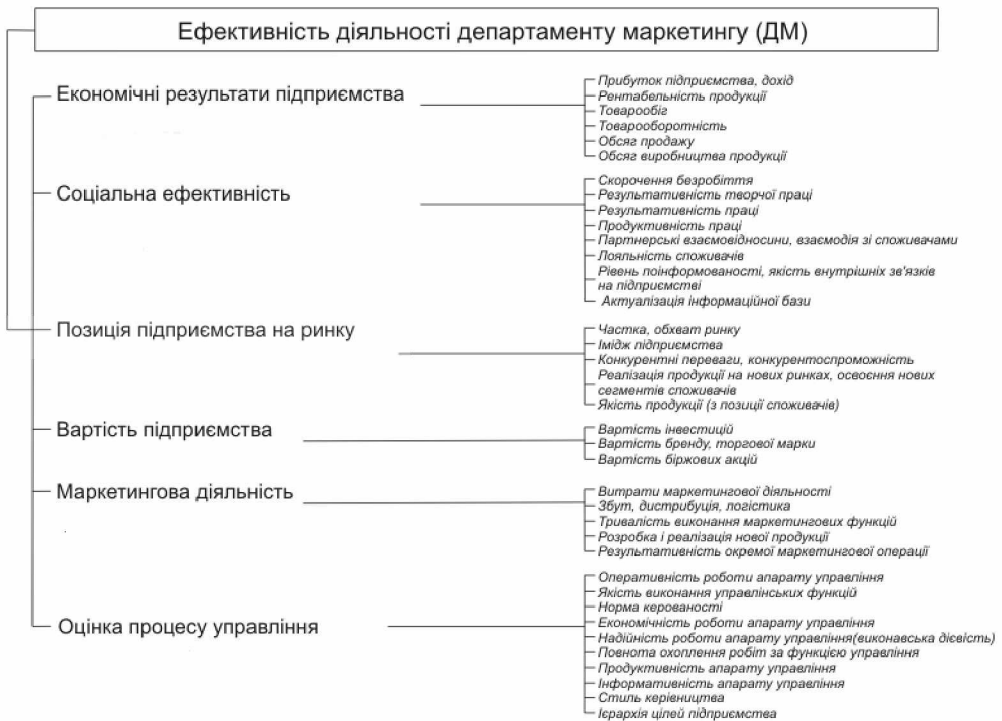 Ефективність діяльності департаменту маркетингу (ДМ)
Економічні результати підприємства
Прибуток підприємства, дохід
Рентабельність продукції
Товарообіг
Товарооборотність
Обсяг продажу
Обсяг виробництва продукції
Соціальна ефективність
Скорочення безробіття
Результативність творчої праці
Результативність праці
Продуктивність праці
Партнерські взаємовідносини, взаємодія зі споживачами
Лояльність споживачів
Рівень поінформованості, якість внутрішніх зв'язків
на підприємстві
Актуалізація інформаційної бази
Позиція підприємства на ринку
Частка, обхват ринку
Імідж підприємства
Конкурентні переваги, конкурентоспроможність
Реалізація продукції на нових ринках, освоєння нових
сегментів споживачів
Якість продукції (з позиції споживачів)
Вартість підприємства
Вартість інвестицій
Вартість бренду, торгової марки
Вартість біржових акцій
Маркетингова діяльність
Витрати маркетингової діяльності
Збут, дистрибуція, логістика
Тривалість виконання маркетингових функцій
Розробка і реалізація нової продукції
Результативність окремої маркетингової операції
Оцінка процесу управління
Оперативність роботи апарату управління
Якість виконання управлінських функцій
Норма керованості
Економічність роботи апарату управління
Надійність роботи апарату управління(виконавська дієвість)
Повнота охоплення робіт за функцією управління
Продуктивність апарату управління
Інформативність апарату управління
Стиль керівництва
Ієрархія цілей підприємства